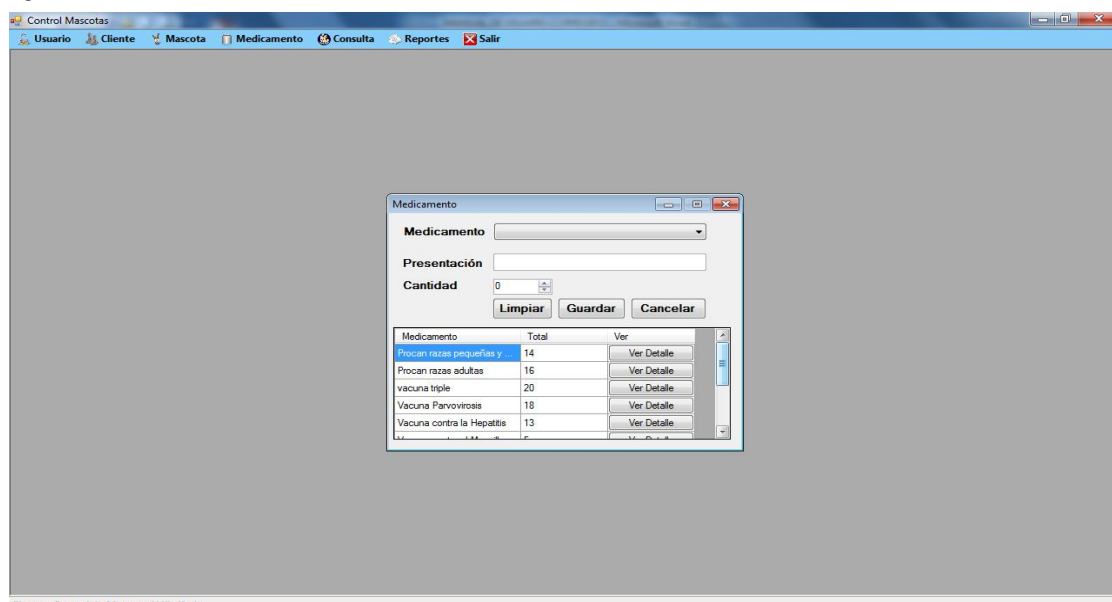 Control Mascotas
Usuario Cliente Mascota Medicamento Consulta Reportes Salir
Medicamento
Medicamento
Presentación
Cantidad 0
Limpiar Guardar Cancelar
Medicamento Total Ver
Procan razas pequeñas y ... 14 Ver Detalle
Procan razas adultas 16 Ver Detalle
vacuna triple 20 Ver Detalle
Vacuna Parvovirosis 18 Ver Detalle
Vacuna contra la Hepatitis 13 Ver Detalle